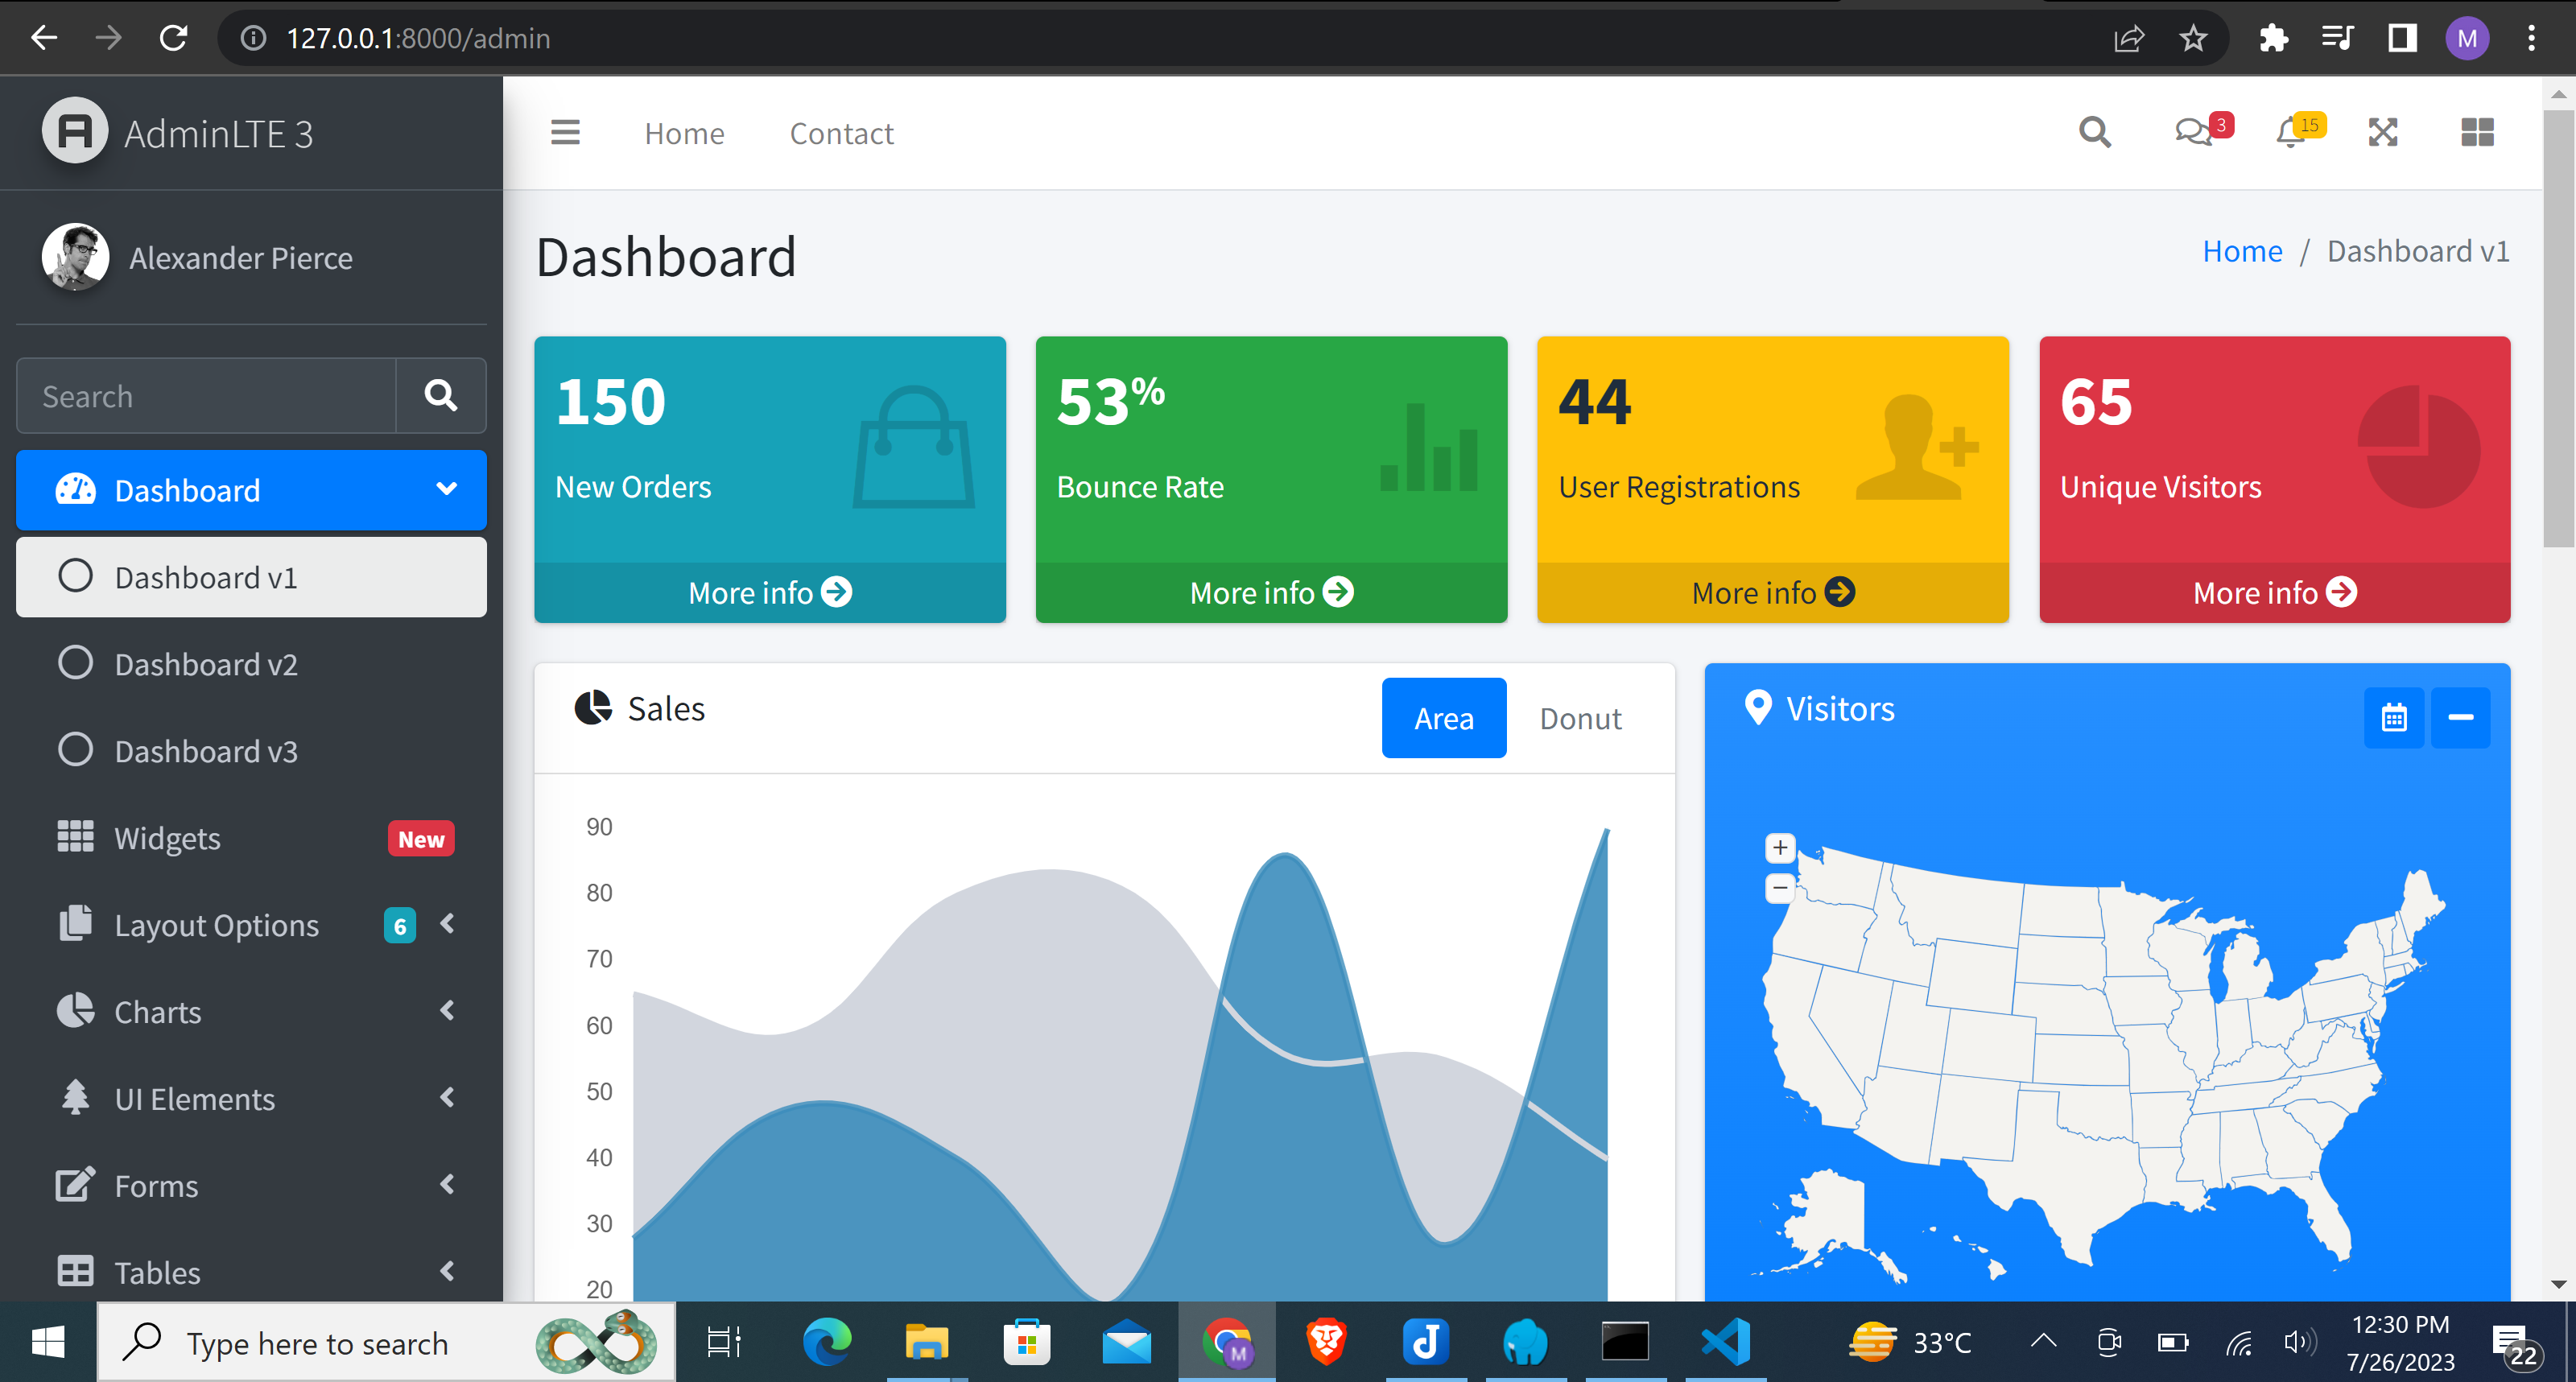 127.0.0.1:8000/admin
M
A AdminLTE 3
Home Contact
3
15
Alexander Pierce
Dashboard
Home / Dashboard v1
Search
Dashboard
Dashboard v1
Dashboard v2
Dashboard v3
Widgets New
Layout Options 6
Charts
UI Elements
Forms
Tables
150
New Orders
More info
53%
Bounce Rate
More info
44
User Registrations
More info
65
Unique Visitors
More info
Sales
Area Donut
90
80
70
60
50
40
30
20
Visitors
+
−
Type here to search
M
J
33°C
12:30 PM
7/26/2023
22